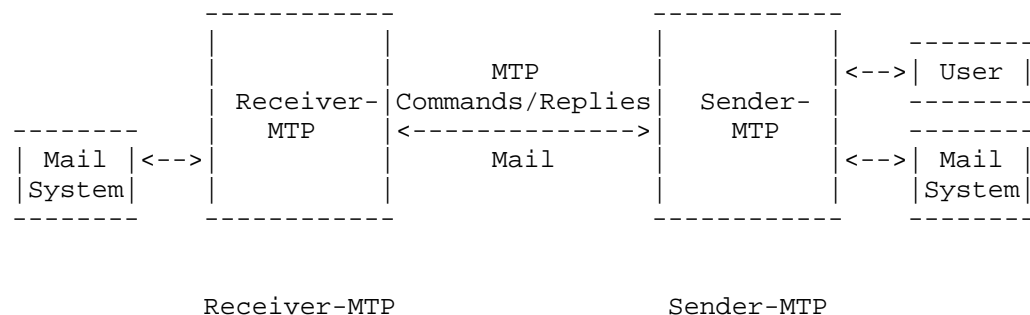 ------------                ------------
            |          |                |          |    --------
            |          |      MTP       |          |<-->| User |
            | Receiver-|Commands/Replies| Sender-  |    --------
--------    |   MTP    |<-------------->|    MTP   |    --------
| Mail |<-->|          |      Mail      |          |<-->| Mail |
|System|    |          |                |          |    |System|
--------    ------------                ------------    --------
            Receiver-MTP                 Sender-MTP